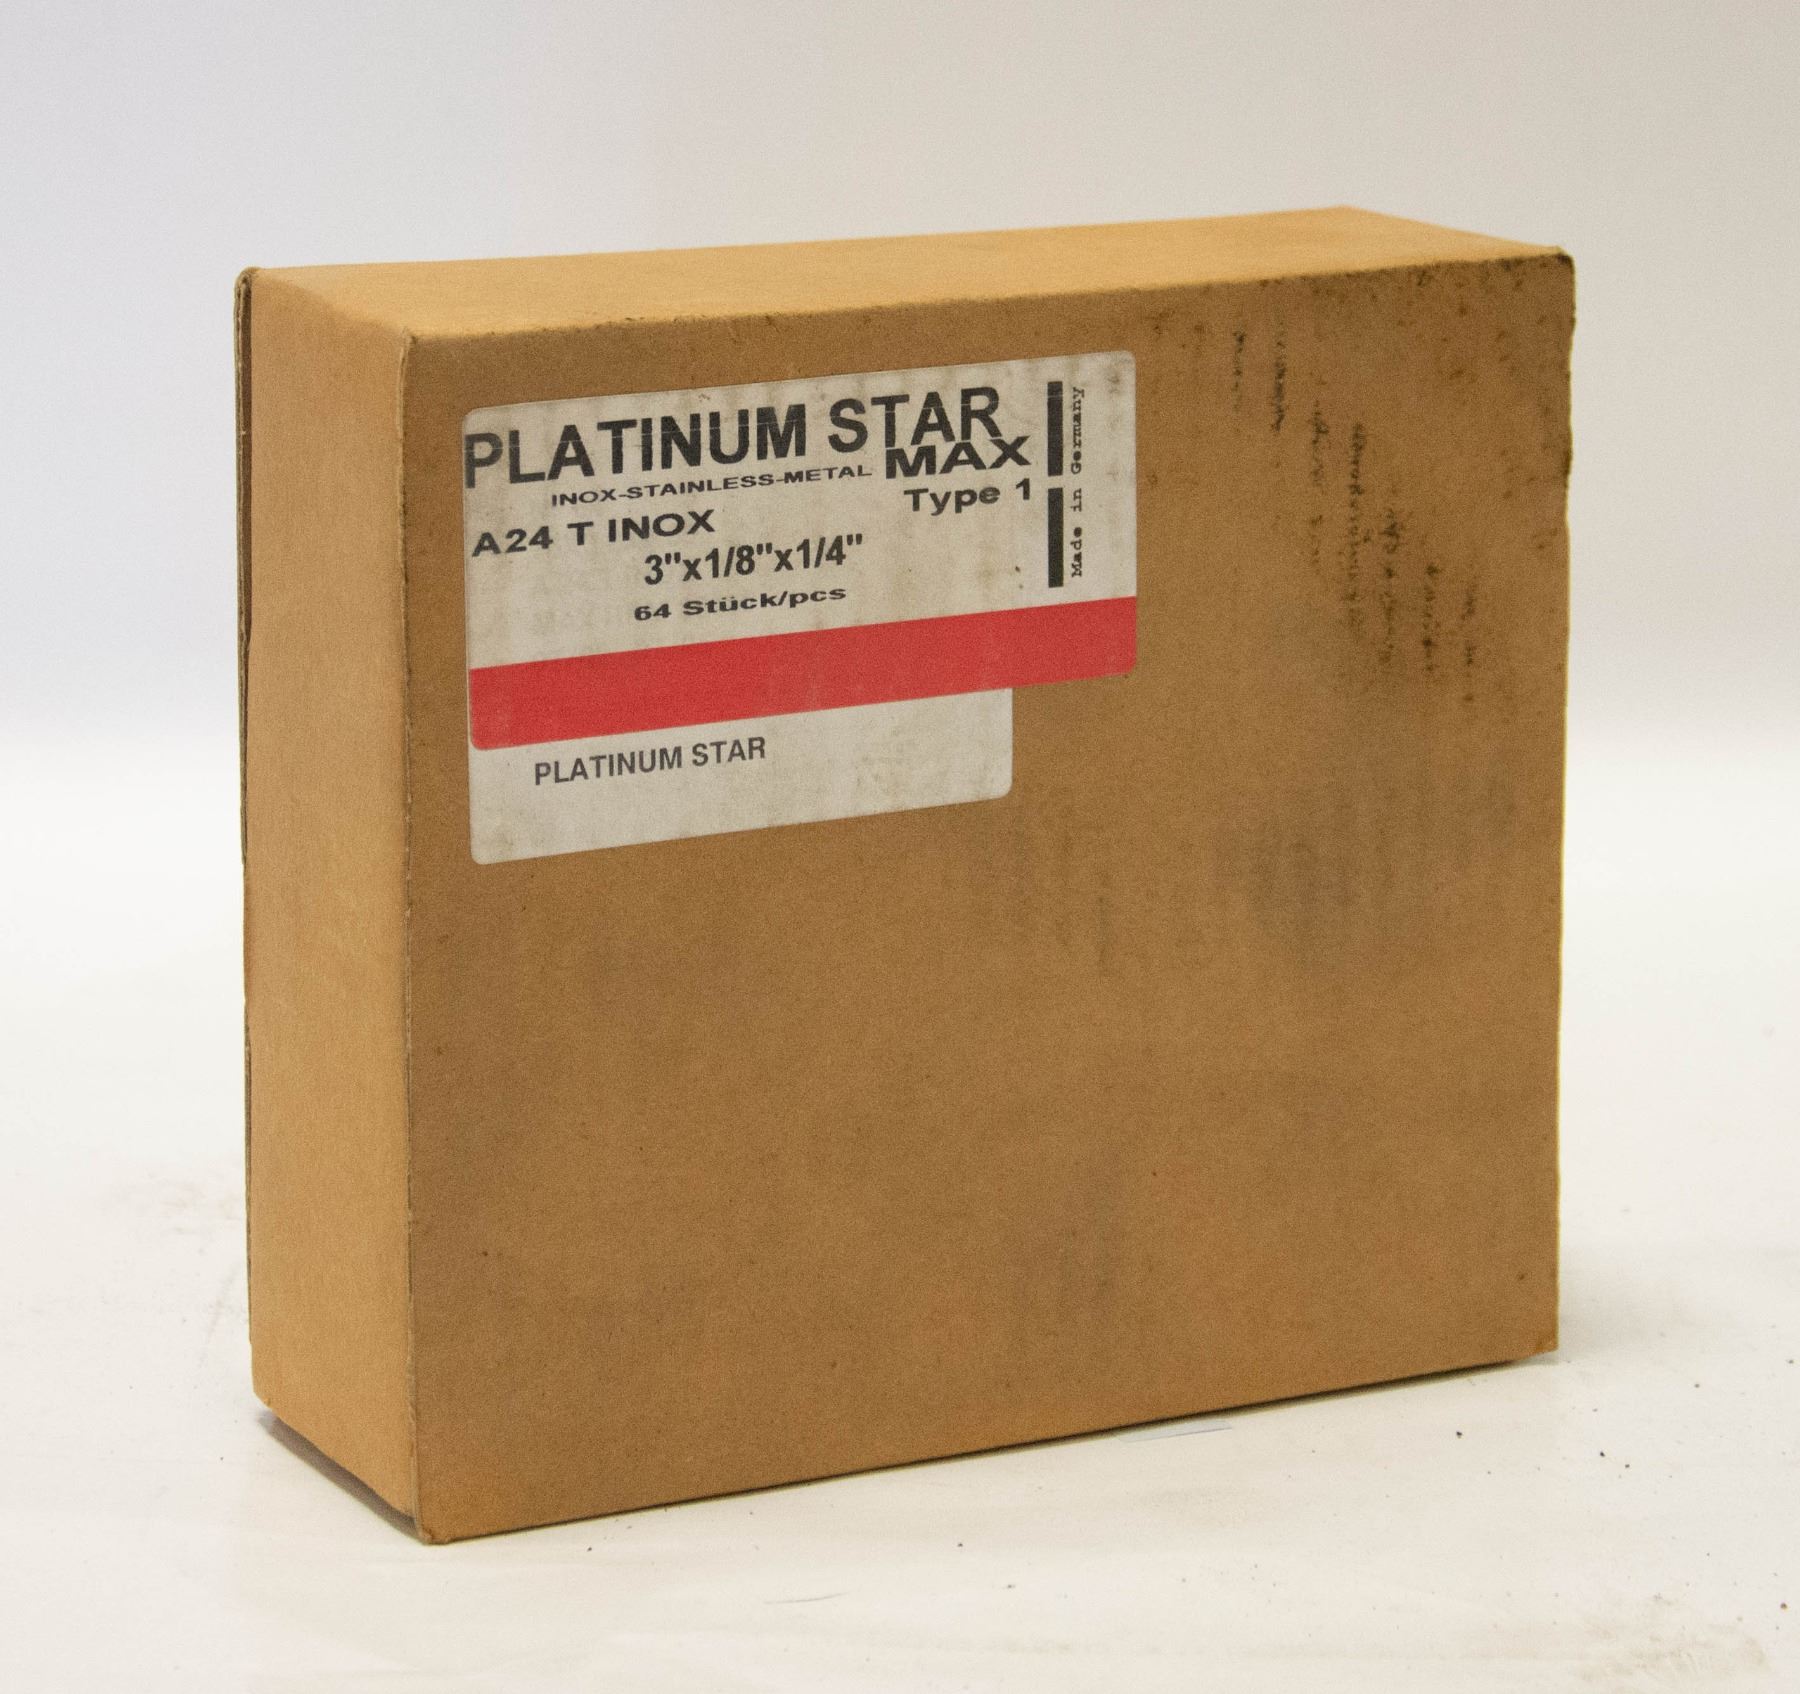 PLATINUM STAR
INOX-STAINLESS-METAL MAX
Type 1
A24 T INOX
3"x1/8"x1/4"
64 Stück/pcs
Made in Germany
PLATINUM STAR